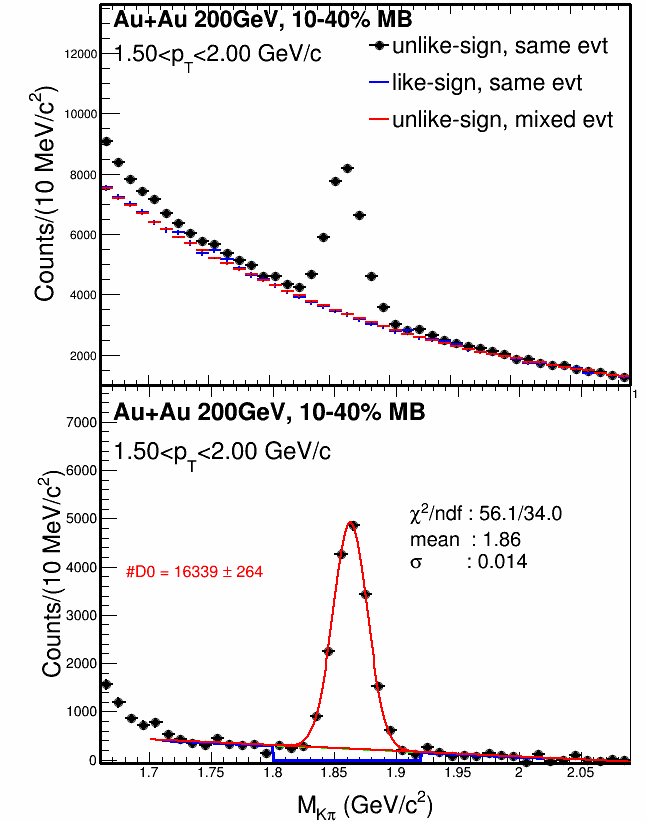 Au+Au 200GeV, 10-40% MB
1.50<p_T<2.00 GeV/c
unlike-sign, same evt
like-sign, same evt
unlike-sign, mixed evt
Counts/(10 MeV/c²)
12000
10000
8000
6000
4000
2000
1
Au+Au 200GeV, 10-40% MB
1.50<p_T<2.00 GeV/c
χ²/ndf : 56.1/34.0
mean : 1.86
σ : 0.014
#D0 = 16339 ± 264
Counts/(10 MeV/c²)
7000
6000
5000
4000
3000
2000
1000
0
1.7 1.75 1.8 1.85 1.9 1.95 2 2.05
M_Kπ (GeV/c²)